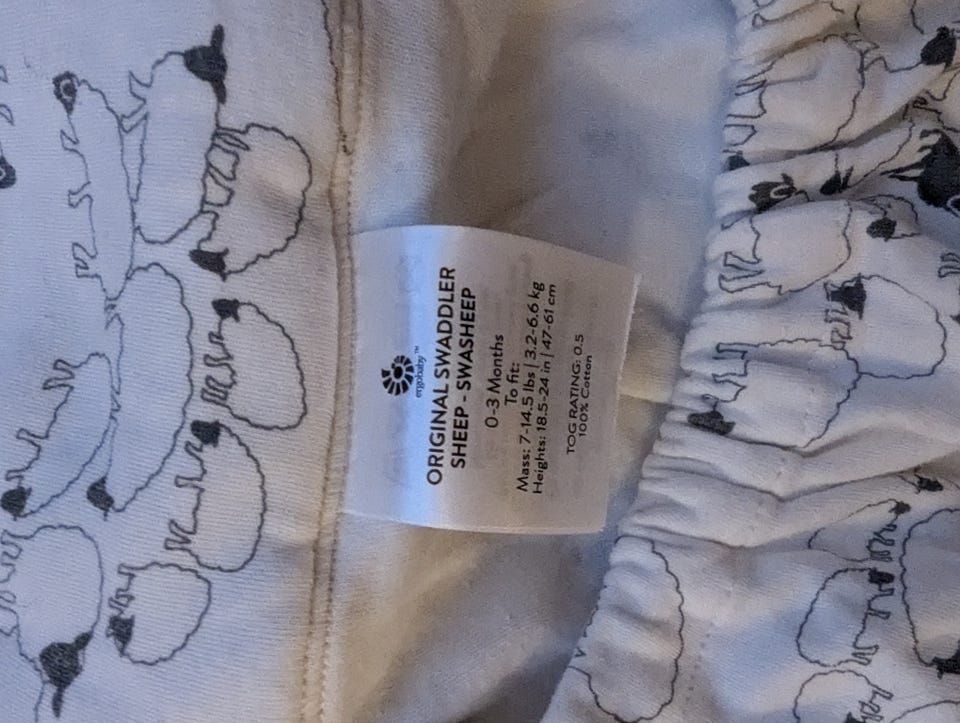 ergobaby™
ORIGINAL SWADDLER
SHEEP - SWASHEEP
0-3 Months
To fit:
Mass: 7-14.5 lbs | 3.2-6.6 kg
Heights: 18.5-24 in | 47-61 cm
TOG RATING: 0.5
100% Cotton